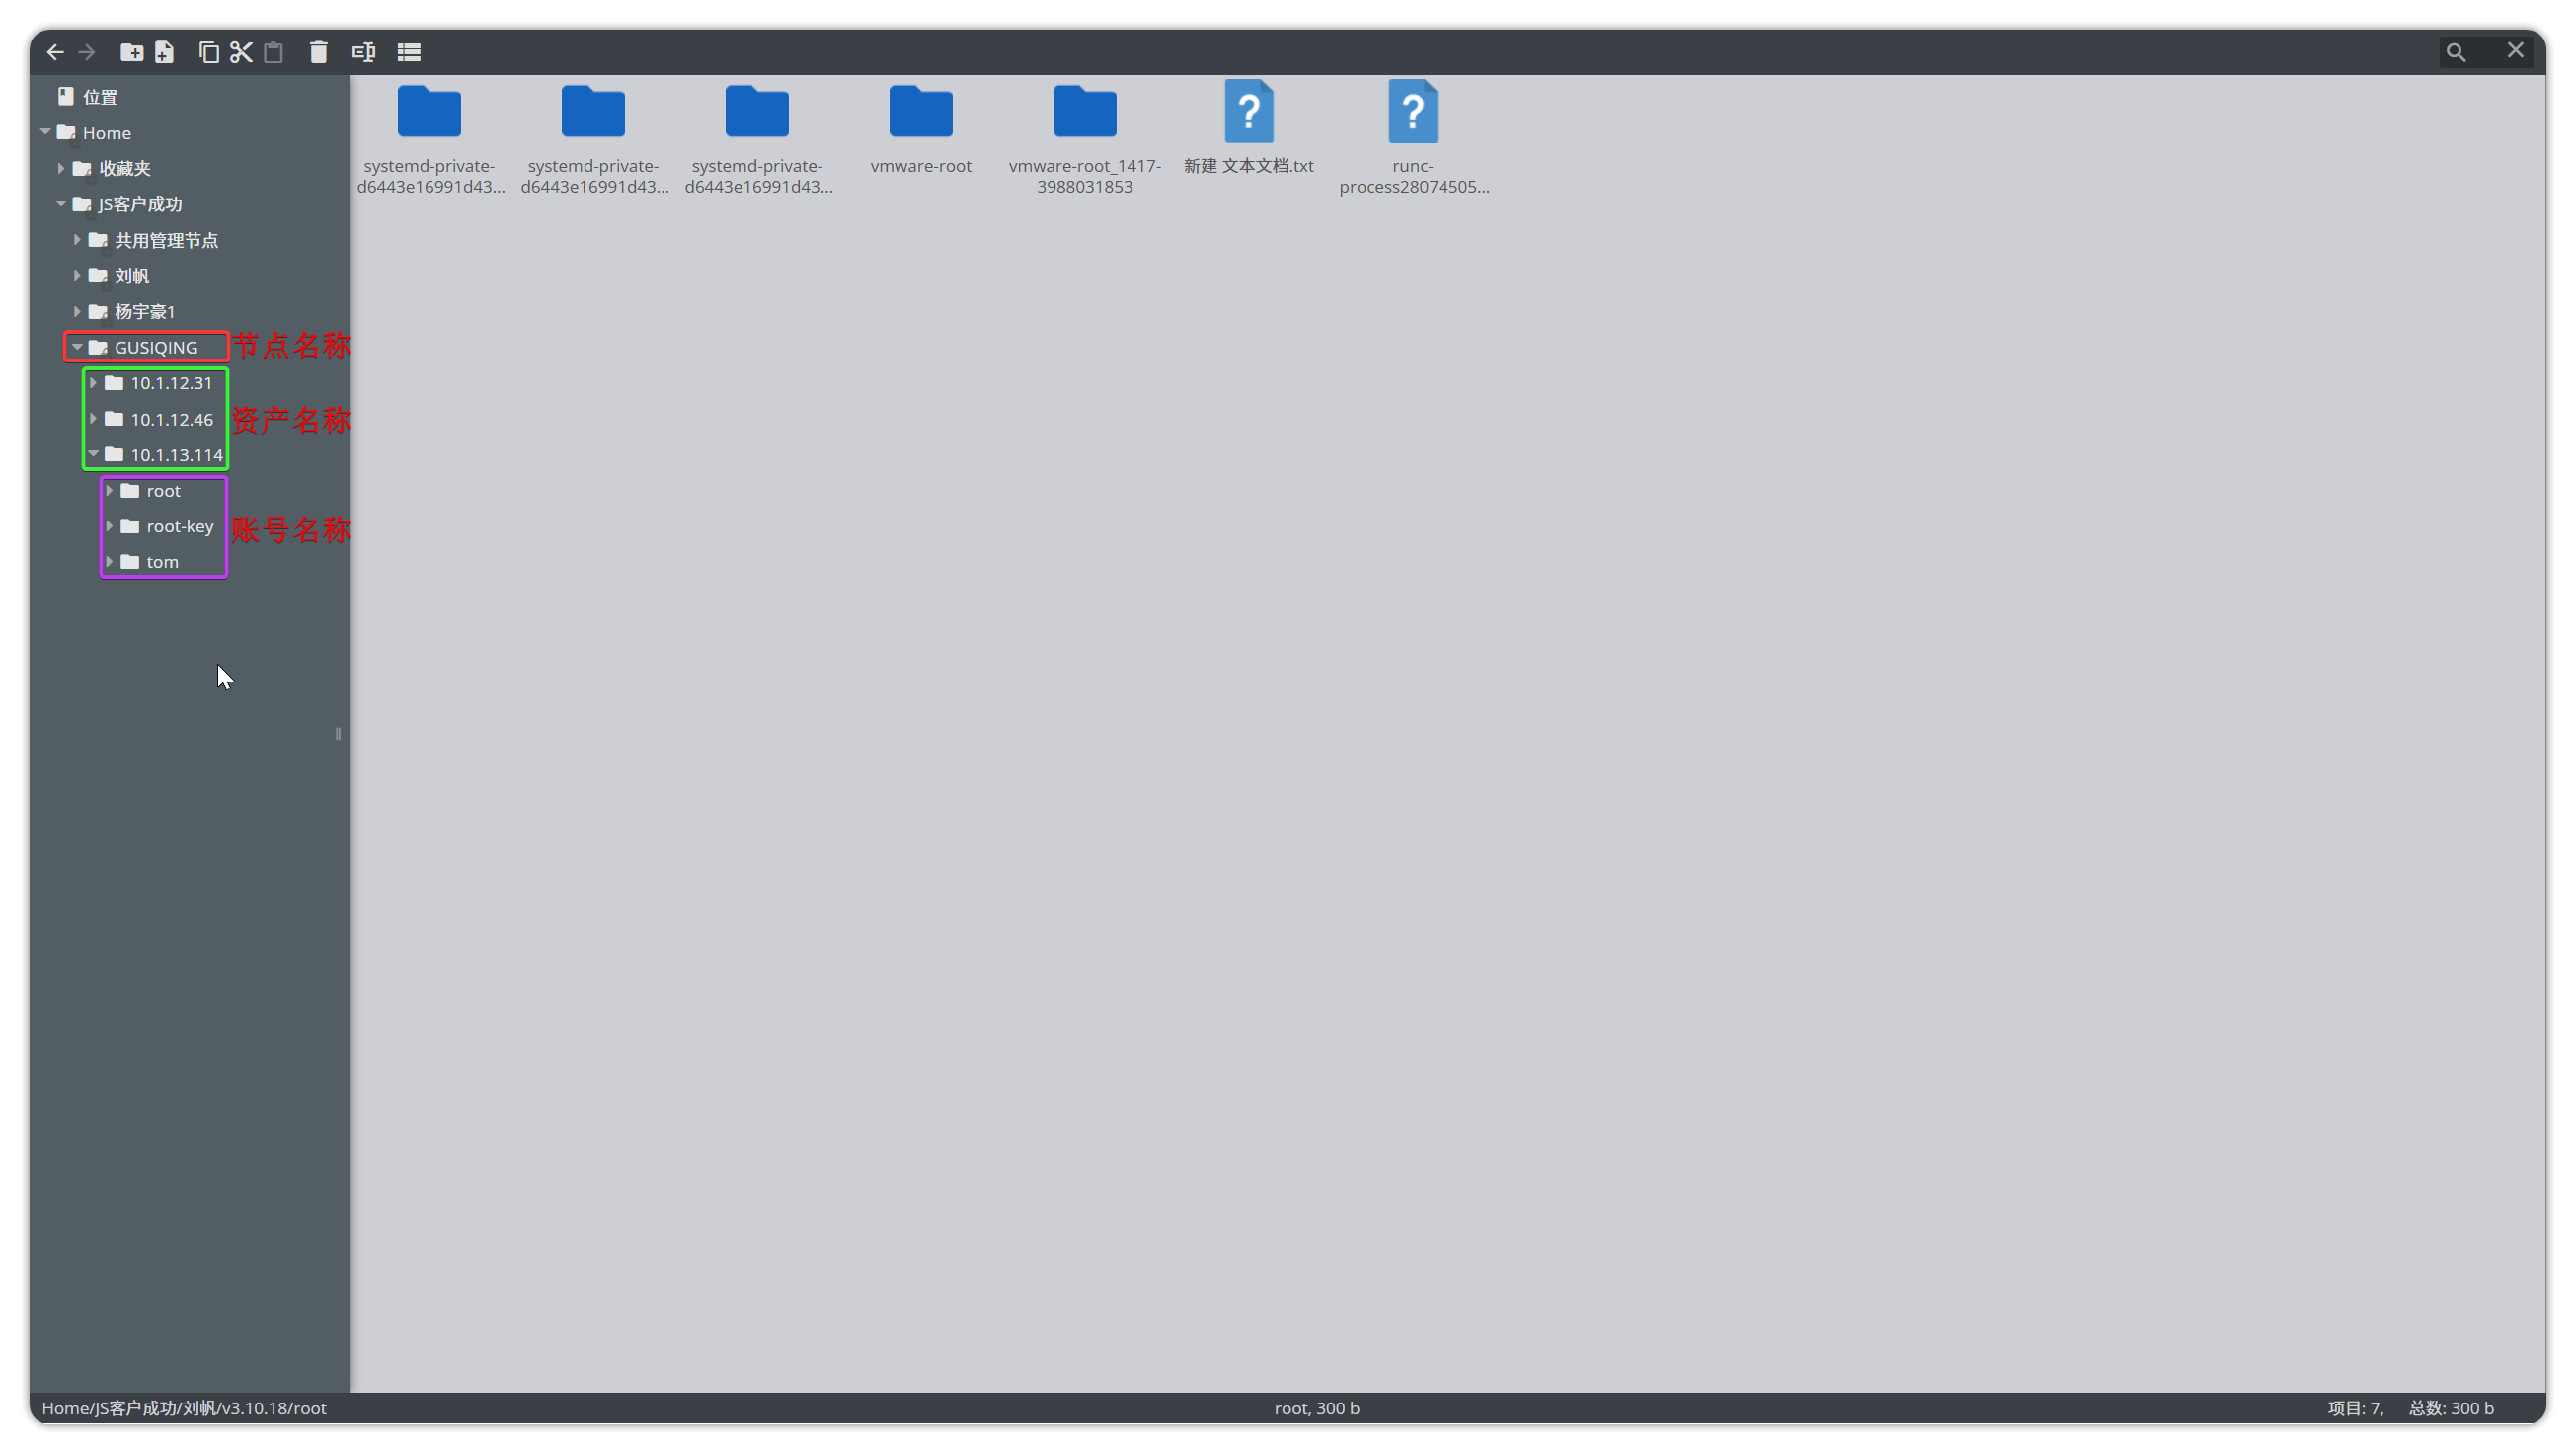 位置
Home
收藏夹
JS客户成功
共用管理节点
刘帆
杨宇豪1
GUSIQING 节点名称
10.1.12.31
10.1.12.46 资产名称
10.1.13.114
root
root-key 账号名称
tom
systemd-private-
d6443e16991d43...
systemd-private-
d6443e16991d43...
systemd-private-
d6443e16991d43...
vmware-root
vmware-root_1417-
3988031853
新建 文本文档.txt
runc-
process28074505...
Home/JS客户成功/刘帆/v3.10.18/root
root, 300 b
项目: 7, 总数: 300 b